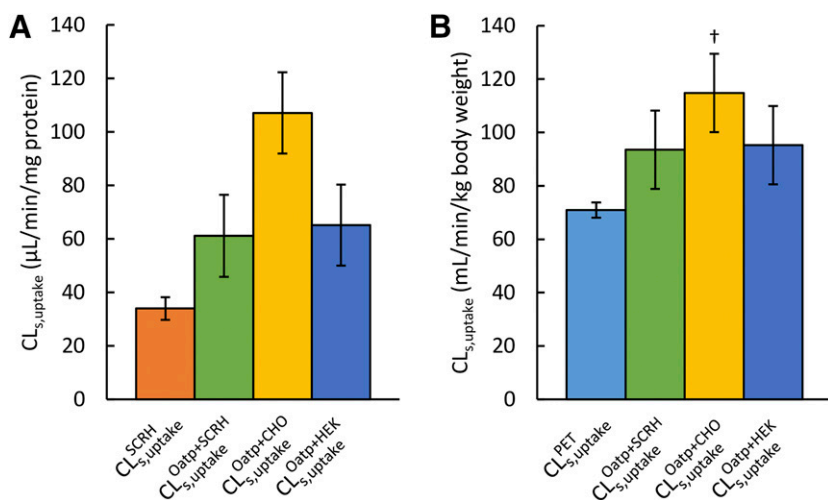 A
CLs,uptake (µL/min/mg protein)
140
120
100
80
60
40
20
0
CL SCRH s,uptake
CL Oatp+SCRH s,uptake
CL Oatp+CHO s,uptake
CL Oatp+HEK s,uptake
B
CLs,uptake (mL/min/kg body weight)
140
120
100
80
60
40
20
0
†
CL PET s,uptake
CL Oatp+SCRH s,uptake
CL Oatp+CHO s,uptake
CL Oatp+HEK s,uptake